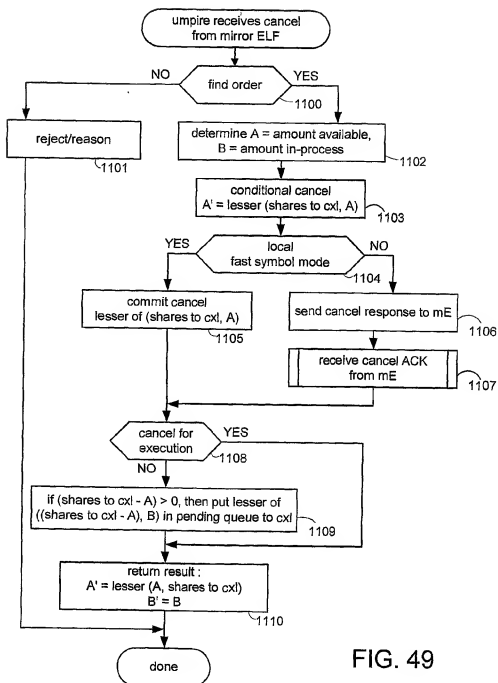 umpire receives cancel
from mirror ELF
NO
find order
YES
1100
reject/reason
1101
determine A = amount available,
B = amount in-process
1102
conditional cancel
A' = lesser (shares to cxl, A)
1103
YES
local
fast symbol mode
NO
1104
commit cancel
lesser of (shares to cxl, A)
1105
send cancel response to mE
1106
receive cancel ACK
from mE
1107
cancel for
execution
YES
1108
NO
if (shares to cxl - A) > 0, then put lesser of
((shares to cxl - A), B) in pending queue to cxl
1109
return result :
A' = lesser (A, shares to cxl)
B' = B
1110
done
FIG. 49